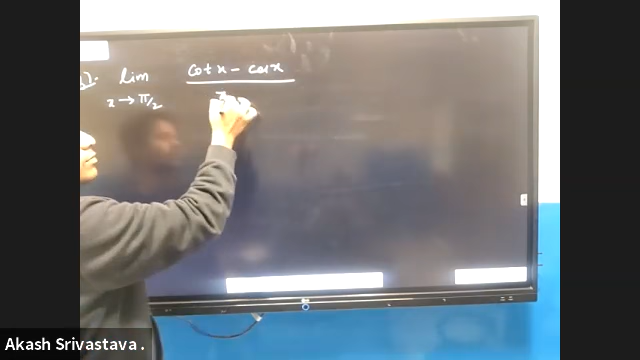 lim cot x - cos x
x → π/2
Akash Srivastava .